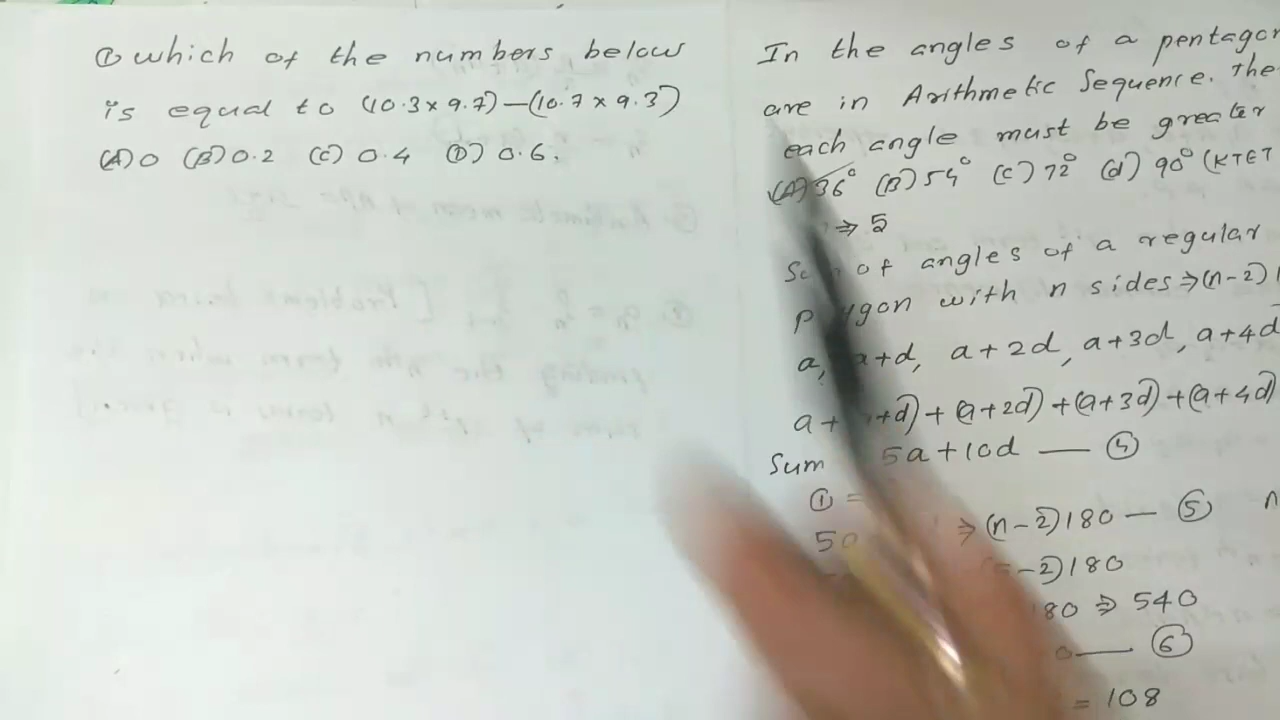 ① which of the numbers below
is equal to (10.3 x 9.7) – (10.7 x 9.3)
(A) 0 (B) 0.2 (C) 0.4 (D) 0.6.
In the angles of a pentagon
are in Arithmetic Sequence. The
each angle must be greater
(A) 36° (B) 54° (C) 72° (d) 90° (KTET
⇒ 5
of angles of a regular
with n sides ⇒ (n-2)
a, a+d, a+2d, a+3d, a+4d
a + +d) + (a+2d) + (a+3d) + (a+4d)
Sum 5a+10d — ④
① =
⇒ (n-2)180 — ⑤ n
-2)180
180 ⇒ 540
— ⑥
= 108